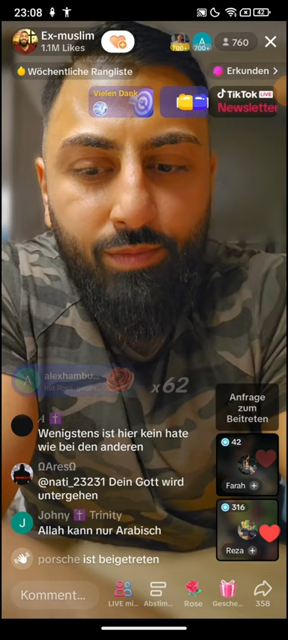 23:08
42
Ex-muslim
1.1M Likes
700+
700+
760
Wöchentliche Rangliste
Erkunden >
Vielen Dank
TikTok LIVE
Newsletter
alexhambu...
x62
Anfrage
zum
Beitreten
Wenigstens ist hier kein hate
wie bei den anderen
ΩAresΩ
@nati_23231 Dein Gott wird
untergehen
Johny ✝️ Trinity
Allah kann nur Arabisch
porsche ist beigetreten
42
Farah +
316
Reza +
Komment...
LIVE mi...
Abstim...
Rose
Gesche...
358